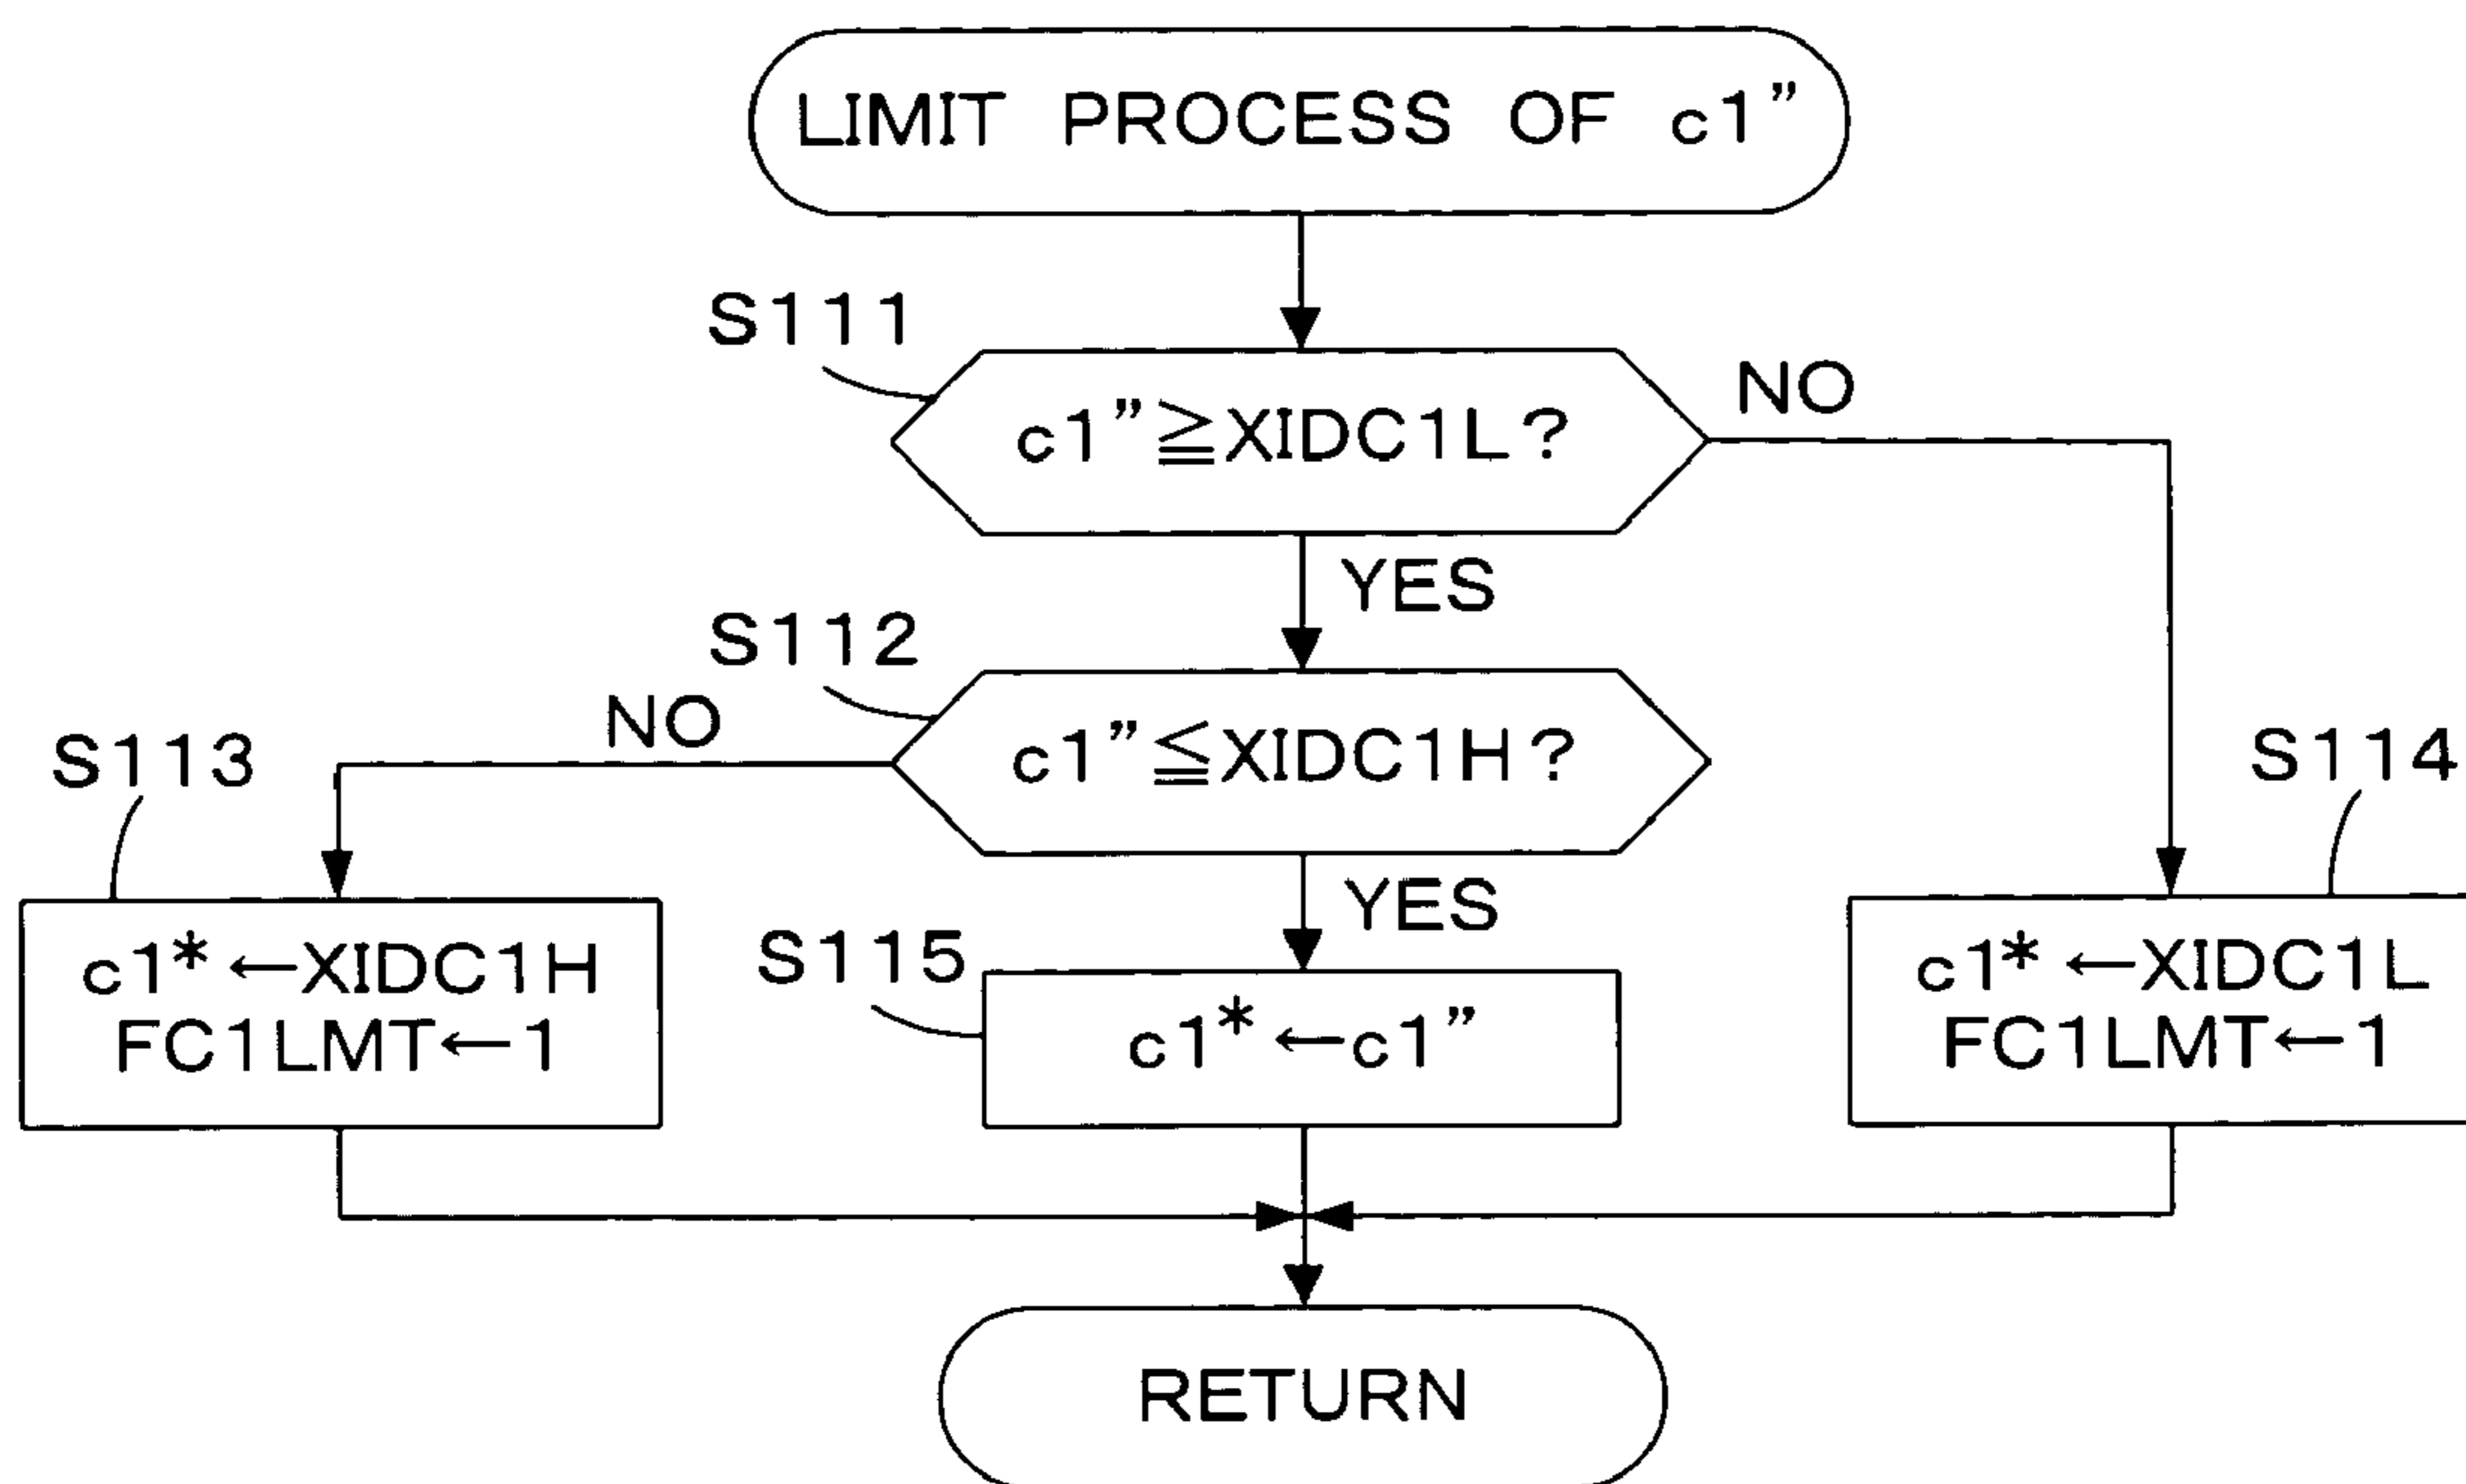 LIMIT PROCESS OF c1”
S111
c1”≧XIDC1L?
NO
YES
S112
NO
c1”≦XIDC1H?
S113
S114
YES
c1*←XIDC1H
FC1LMT←1
S115
c1*←c1”
c1*←XIDC1L
FC1LMT←1
RETURN